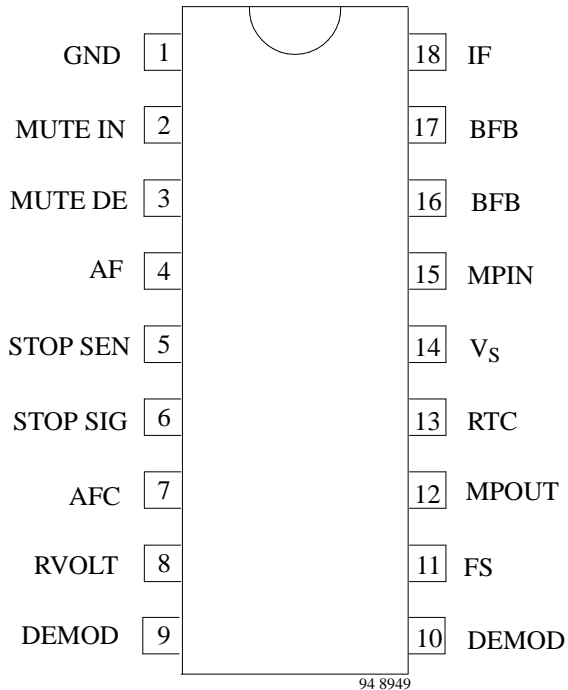 GND 1 18 IF
MUTE IN 2 17 BFB
MUTE DE 3 16 BFB
AF 4 15 MPIN
STOP SEN 5 14 VS
STOP SIG 6 13 RTC
AFC 7 12 MPOUT
RVOLT 8 11 FS
DEMOD 9 10 DEMOD
94 8949